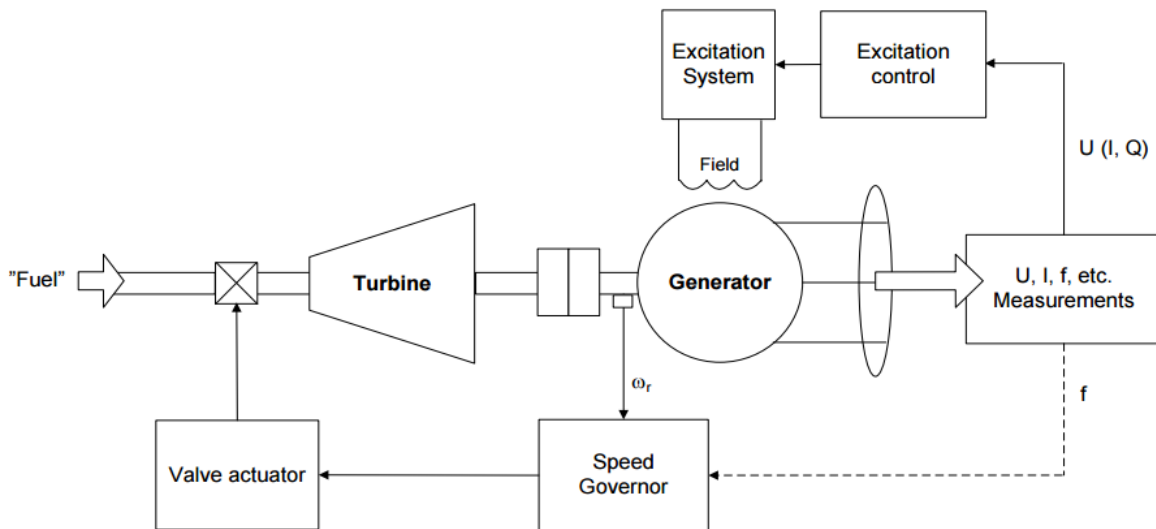 Excitation
System
Excitation
control
U (I, Q)
Field
"Fuel"
Turbine
Generator
U, I, f, etc.
Measurements
ωr
f
Valve actuator
Speed
Governor